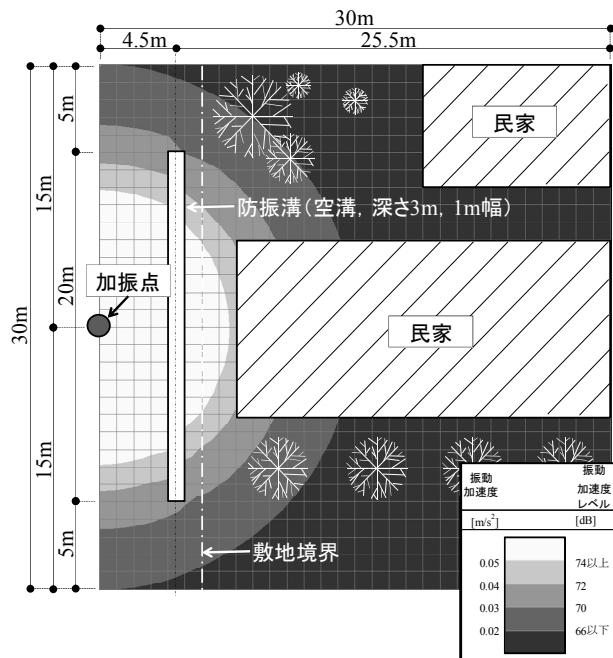 30m
4.5m
25.5m
5m
民家
15m
防振溝(空溝, 深さ3m, 1m幅)
加振点
20m
30m
民家
15m
5m
敷地境界
振動
加速度
振動
加速度
レベル
[m/s²]
[dB]
0.05
74以上
0.04
72
0.03
70
0.02
66以下